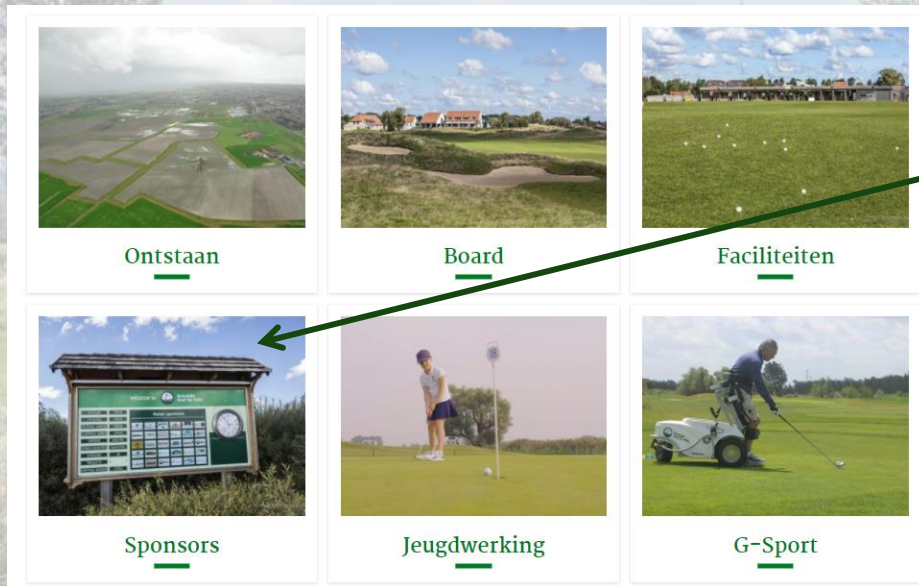 Ontstaan
Board
Faciliteiten
Sponsors
Jeugdwerking
G-Sport